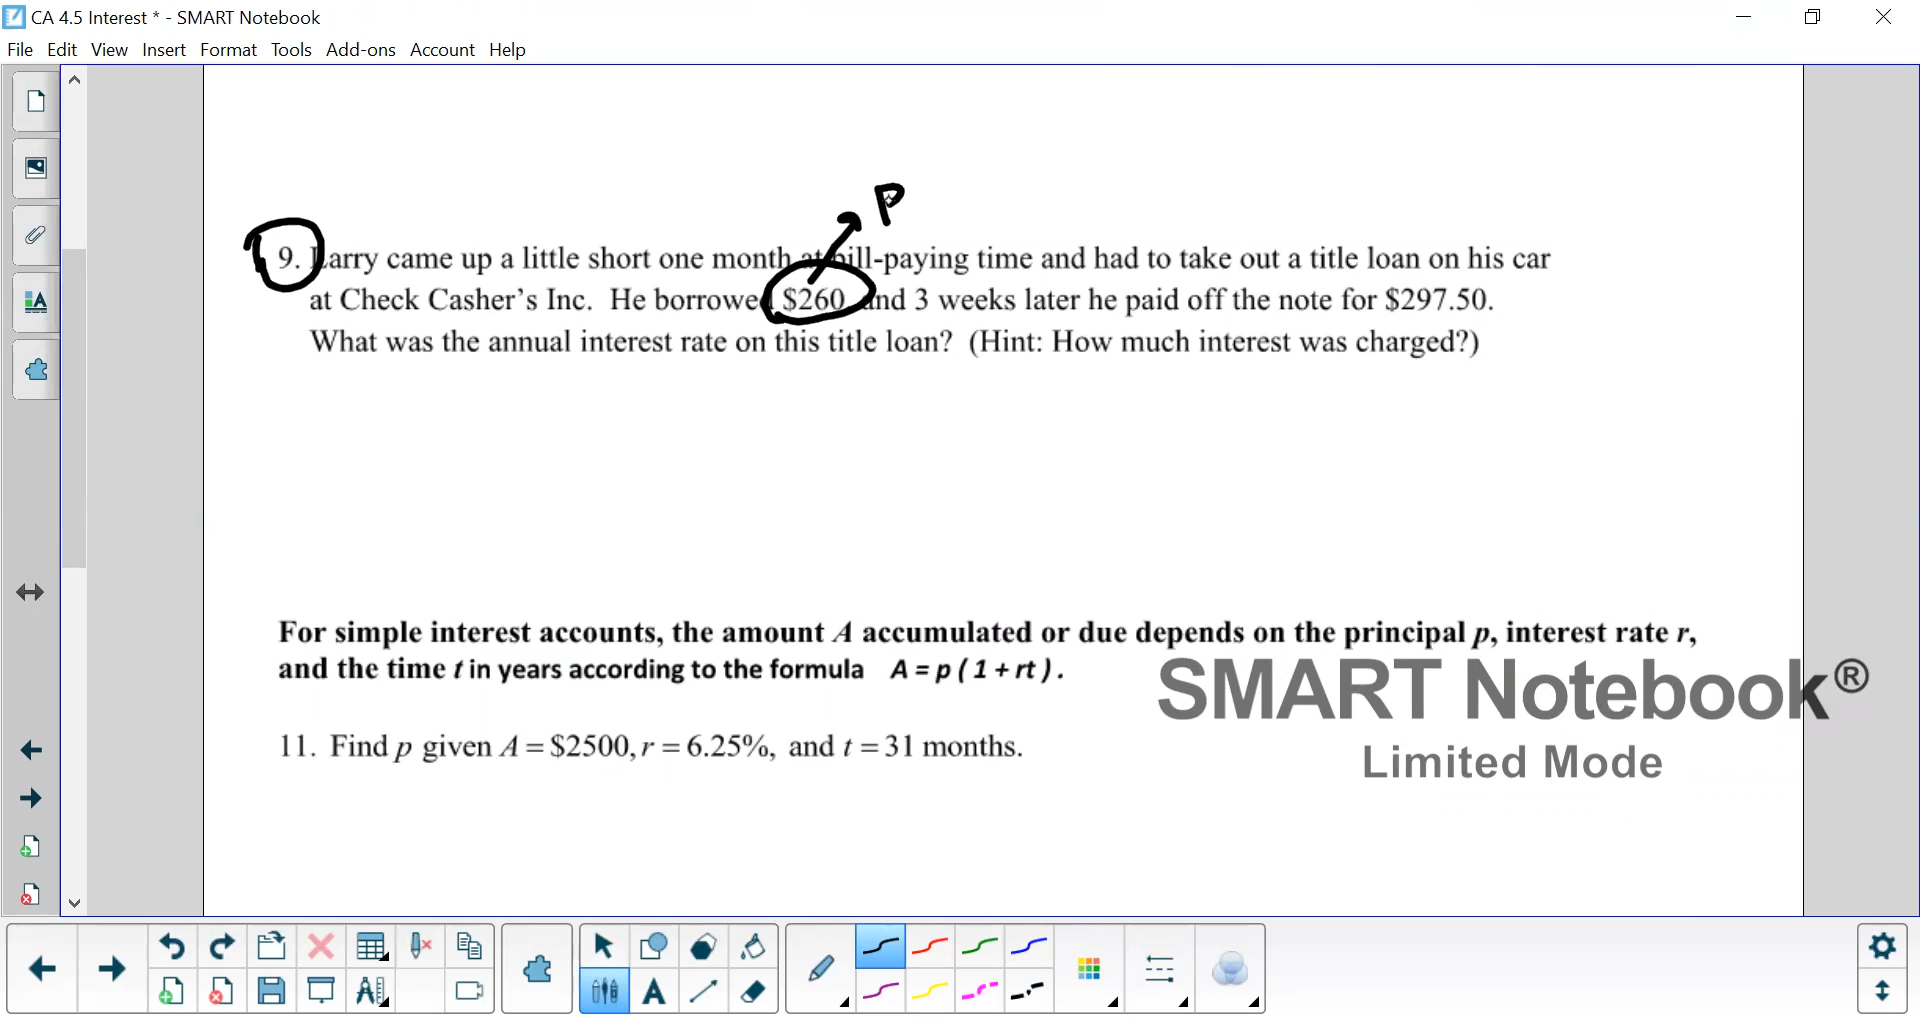 CA 4.5 Interest * - SMART Notebook
File Edit View Insert Format Tools Add-ons Account Help
P
9. Larry came up a little short one month at bill-paying time and had to take out a title loan on his car
at Check Casher's Inc. He borrowed $260 and 3 weeks later he paid off the note for $297.50.
What was the annual interest rate on this title loan? (Hint: How much interest was charged?)
For simple interest accounts, the amount A accumulated or due depends on the principal p, interest rate r,
and the time t in years according to the formula A = p ( 1 + rt ) .
SMART Notebook®
11. Find p given A = $2500, r = 6.25%, and t = 31 months.
Limited Mode